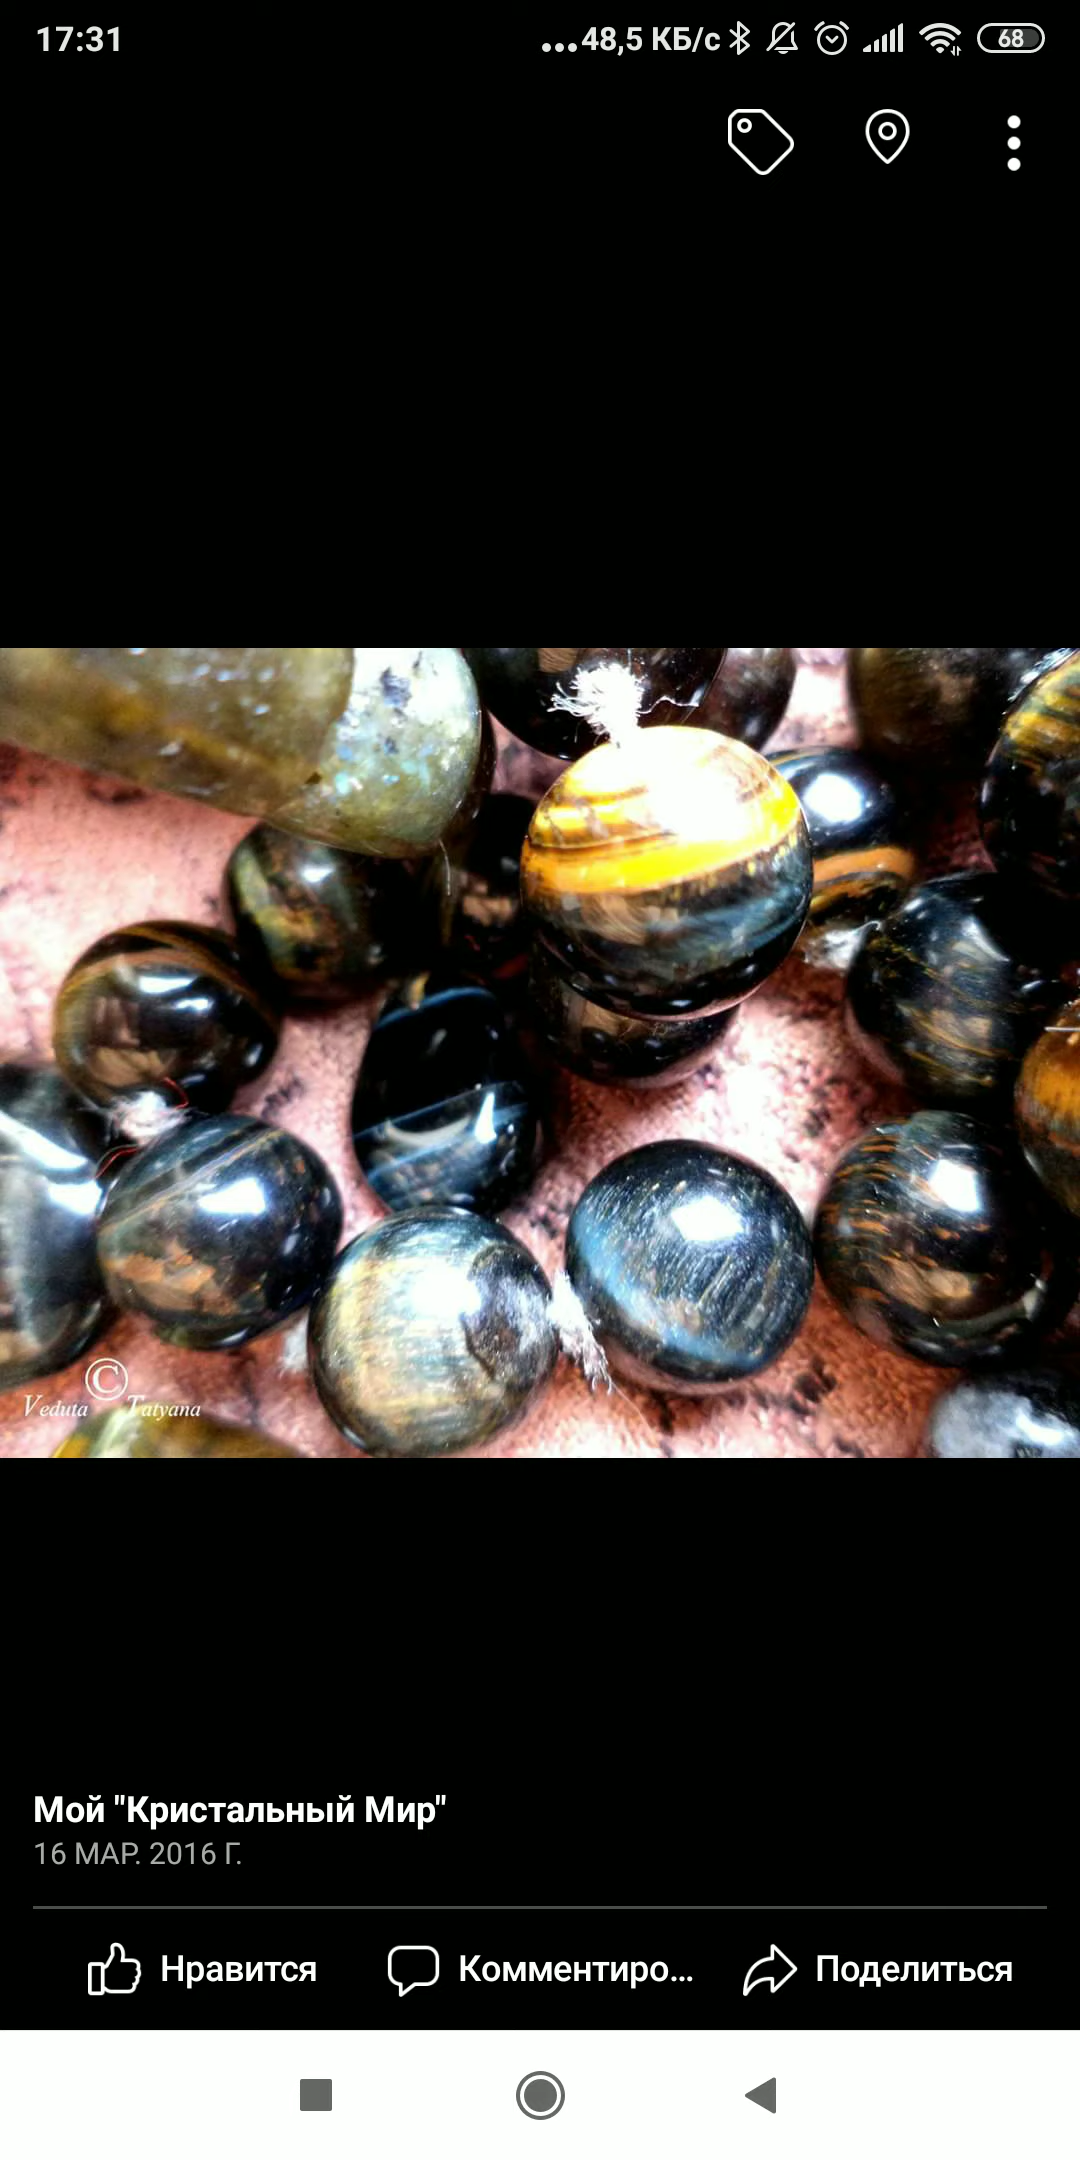 17:31
...48,5 КБ/с
68
©
Veduta Tatyana
Мой "Кристальный Мир"
16 МАР. 2016 Г.
Нравится
Комментиро...
Поделиться